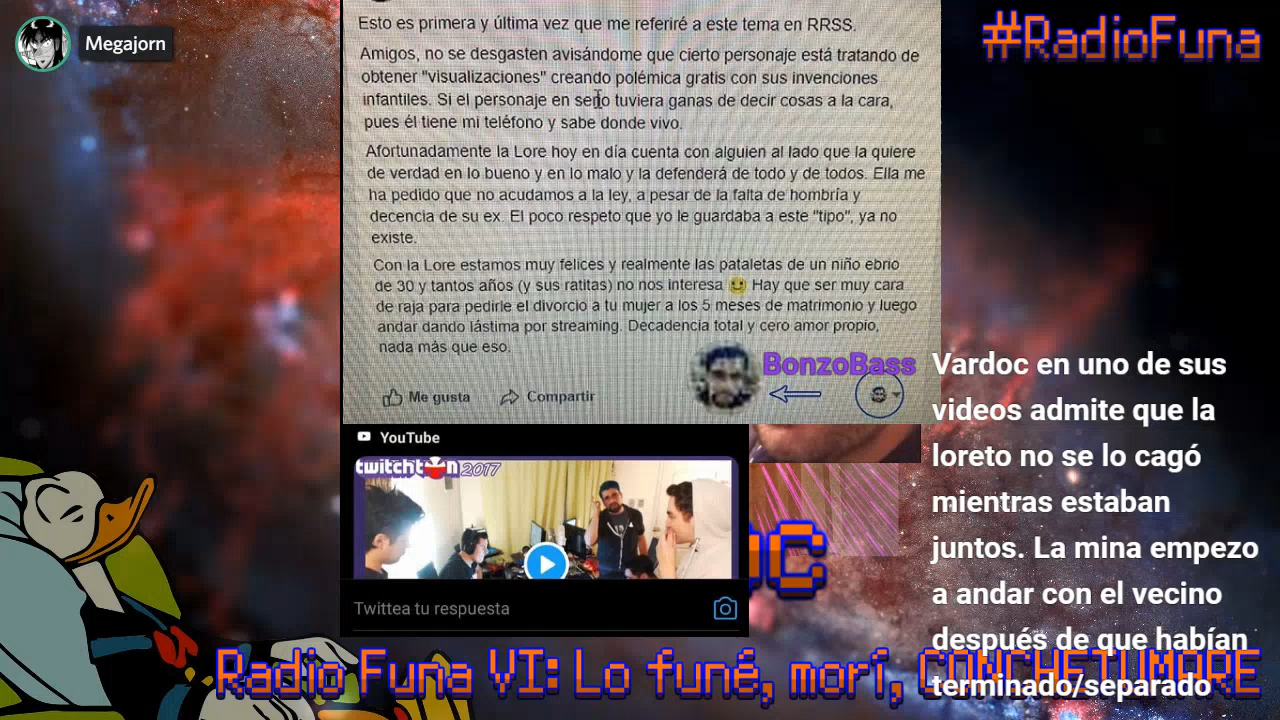 Megajorn
#RadioFuna
Esto es primera y última vez que me referiré a este tema en RRSS.
Amigos, no se desgasten avisándome que cierto personaje está tratando de
obtener "visualizaciones" creando polémica gratis con sus invenciones
infantiles. Si el personaje en serio tuviera ganas de decir cosas a la cara,
pues él tiene mi teléfono y sabe donde vivo.
Afortunadamente la Lore hoy en día cuenta con alguien al lado que la quiere
de verdad en lo bueno y en lo malo y la defenderá de todo y de todos. Ella me
ha pedido que no acudamos a la ley, a pesar de la falta de hombría y
decencia de su ex. El poco respeto que yo le guardaba a este "tipo", ya no
existe.
Con la Lore estamos muy felices y realmente las pataletas de un niño ebrio
de 30 y tantos años (y sus ratitas) no nos interesa 😃 Hay que ser muy cara
de raja para pedirle el divorcio a tu mujer a los 5 meses de matrimonio y luego
andar dando lástima por streaming. Decadencia total y cero amor propio,
nada más que eso.
BonzoBass
Me gusta Compartir
Vardoc en uno de sus
videos admite que la
loreto no se lo cagó
mientras estaban
juntos. La mina empezo
a andar con el vecino
después de que habían
terminado/separado
YouTube
twitchton 2017
Twittea tu respuesta
Radio Funa VI: Lo funé, morí, CONCHETUMARE